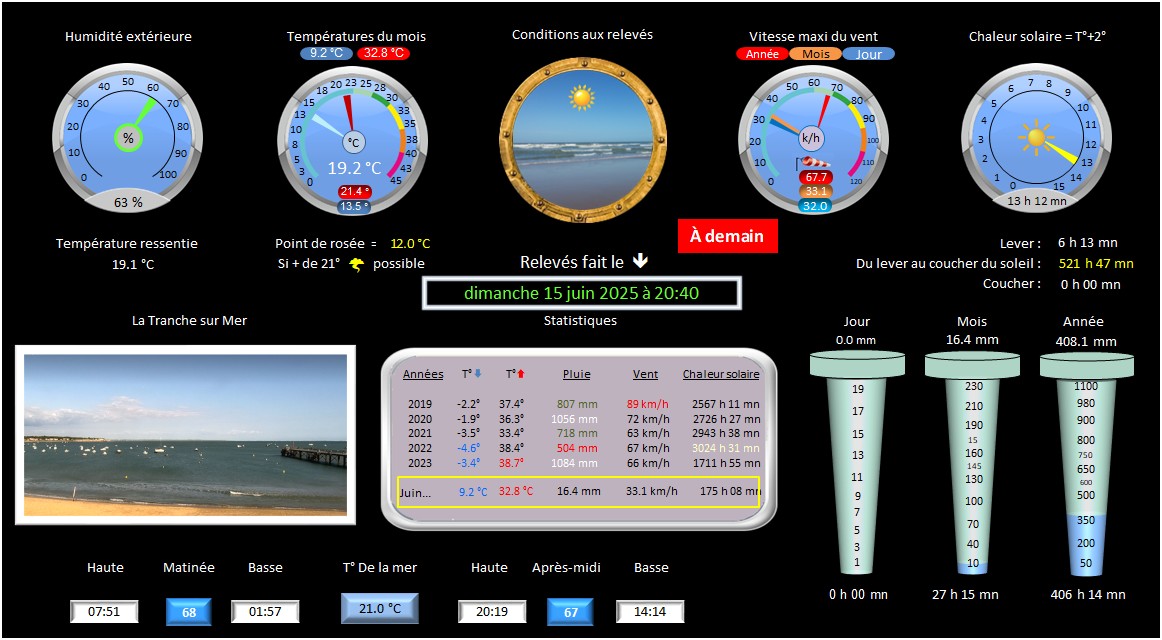 Humidité extérieure
Températures du mois
9.2 °C 32.8 °C
Conditions aux relevés
Vitesse maxi du vent
Année Mois Jour
Chaleur solaire = T°+2°
0 10 20 30 40 50 60 70 80 90 100
%
63 %
0 3 5 8 10 13 15 18 20 23 25 28 30 33 35 38 40 43 45
°C
19.2 °C
21.4 °
13.5 °
0 10 20 30 40 50 60 70 80 90 100 110 120
k/h
67.7
33.1
32.0
0 1 2 3 4 5 6 7 8 9 10 11 12 13 14 15
13 h 12 mn
Température ressentie
19.1 °C
Point de rosée = 12.0 °C
Si + de 21° possible
À demain
Relevés fait le
dimanche 15 juin 2025 à 20:40
Lever : 6 h 13 mn
Du lever au coucher du soleil : 521 h 47 mn
Coucher : 0 h 00 mn
La Tranche sur Mer
Statistiques
Années T° T° Pluie Vent Chaleur solaire
2019 -2.2° 37.4° 807 mm 89 km/h 2567 h 11 mn
2020 -1.9° 36.3° 1056 mm 72 km/h 2726 h 27 mn
2021 -3.5° 33.4° 718 mm 63 km/h 2943 h 38 mn
2022 -4.6° 38.4° 504 mm 67 km/h 3024 h 31 mn
2023 -3.4° 38.7° 1084 mm 66 km/h 1711 h 55 mn
Juin... 9.2 °C 32.8 °C 16.4 mm 33.1 km/h 175 h 08 mn
Jour
0.0 mm
19
17
15
13
11
9
7
5
3
1
0 h 00 mn
Mois
16.4 mm
230
210
190
15
160
145
130
100
70
40
10
27 h 15 mn
Année
408.1 mm
1100
980
900
800
750
650
600
500
350
200
50
406 h 14 mn
Haute Matinée Basse T° De la mer Haute Après-midi Basse
07:51 68 01:57 21.0 °C 20:19 67 14:14